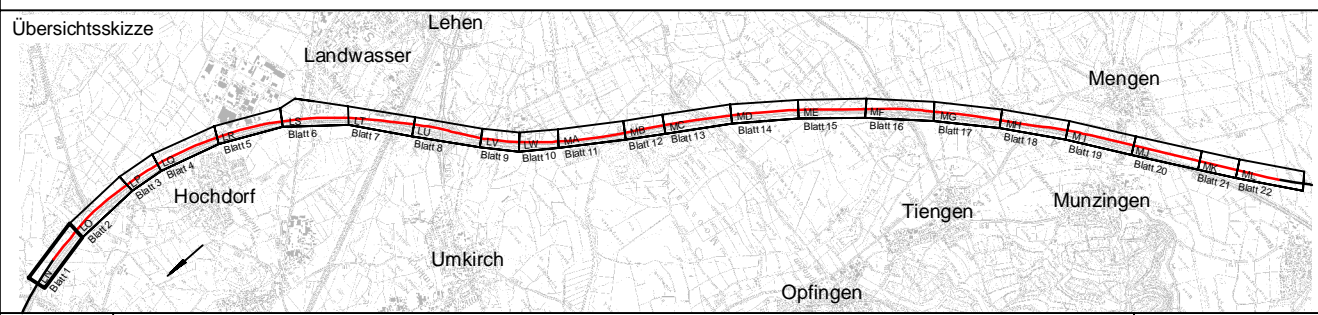 Übersichtsskizze
Lehen
Landwasser
Mengen
Hochdorf
Umkirch
Tiengen
Munzingen
Opfingen
LN
Blatt 1
LO
Blatt 2
LP
Blatt 3
LQ
Blatt 4
LR
Blatt 5
LS
Blatt 6
LT
Blatt 7
LU
Blatt 8
LV
Blatt 9
LW
Blatt 10
MA
Blatt 11
MB
Blatt 12
MC
Blatt 13
MD
Blatt 14
ME
Blatt 15
MF
Blatt 16
MG
Blatt 17
MH
Blatt 18
MI
Blatt 19
MJ
Blatt 20
MK
Blatt 21
ML
Blatt 22